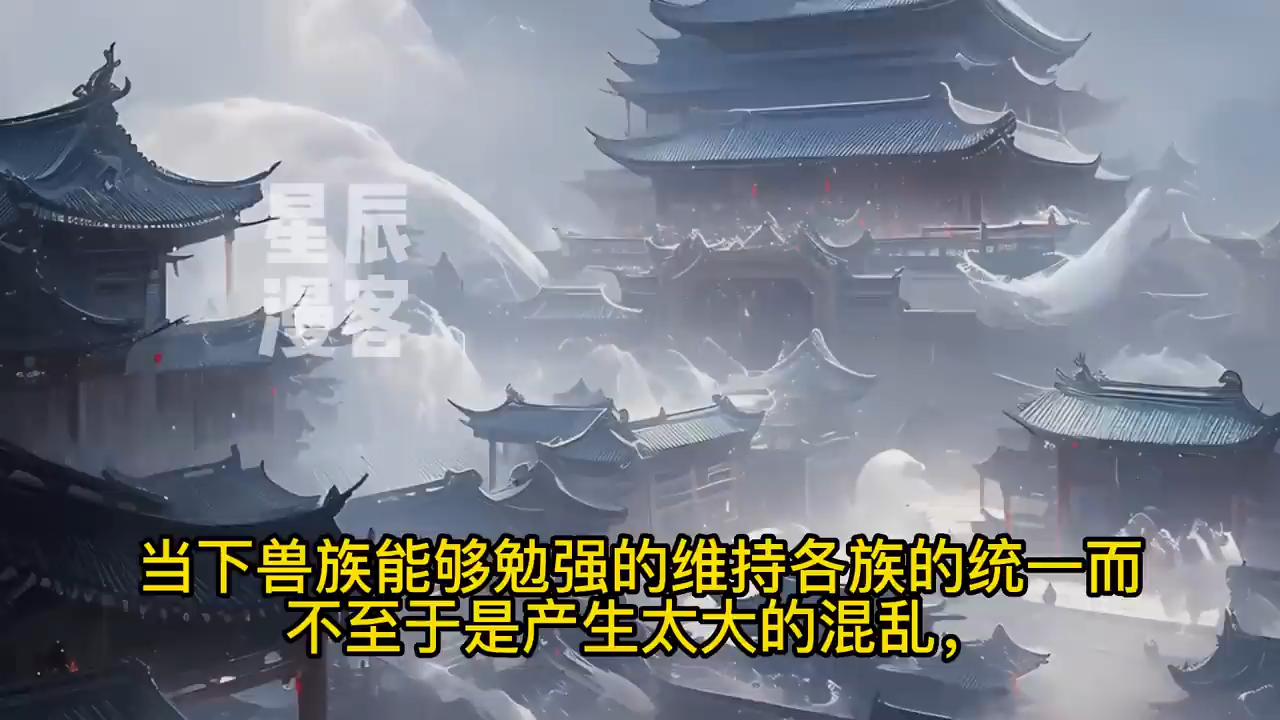 星辰
漫客
当下兽族能够勉强的维持各族的统一而
不至于是产生太大的混乱，